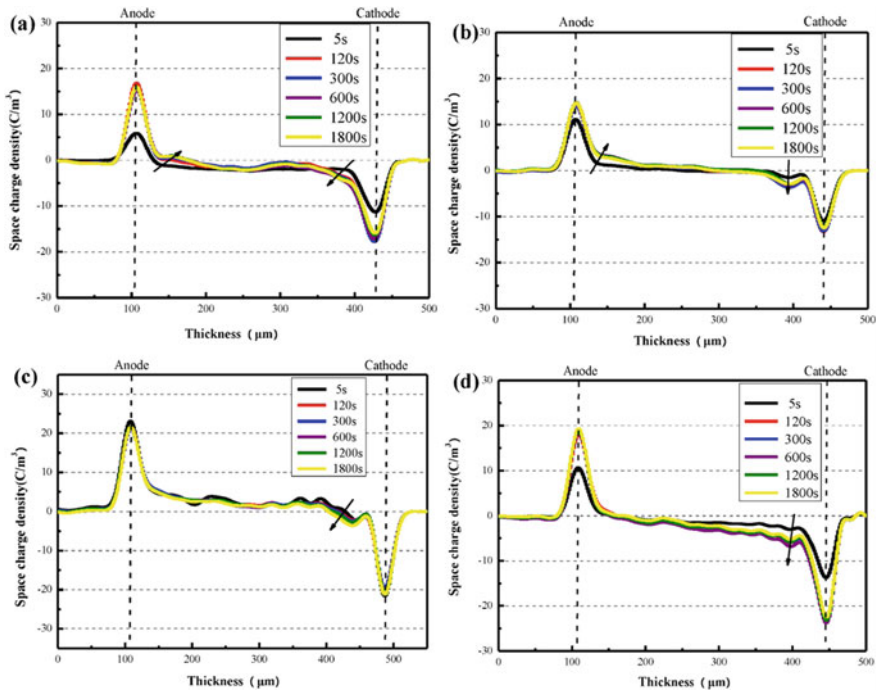 (a)
Anode Cathode
Space charge density(C/m³)
30
20
10
0
-10
-20
-30
5s
120s
300s
600s
1200s
1800s
0 100 200 300 400 500
Thickness (μm)
(b)
Anode Cathode
Space charge density(C/m³)
30
20
10
0
-10
-20
-30
5s
120s
300s
600s
1200s
1800s
0 100 200 300 400 500
Thickness (μm)
(c)
Anode Cathode
Space charge density(C/m³)
30
20
10
0
-10
-20
-30
5s
120s
300s
600s
1200s
1800s
0 100 200 300 400 500
Thickness (μm)
(d)
Anode Cathode
Space charge density(C/m³)
30
20
10
0
-10
-20
-30
5s
120s
300s
600s
1200s
1800s
0 100 200 300 400 500
Thickness (μm)